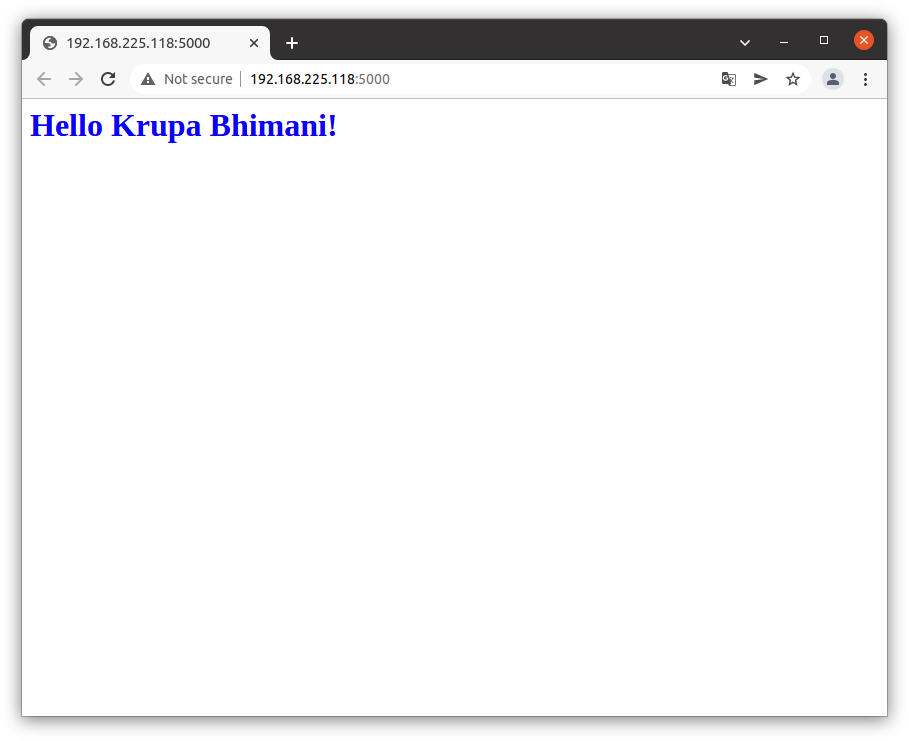 192.168.225.118:5000
Not secure 192.168.225.118:5000
Hello Krupa Bhimani!